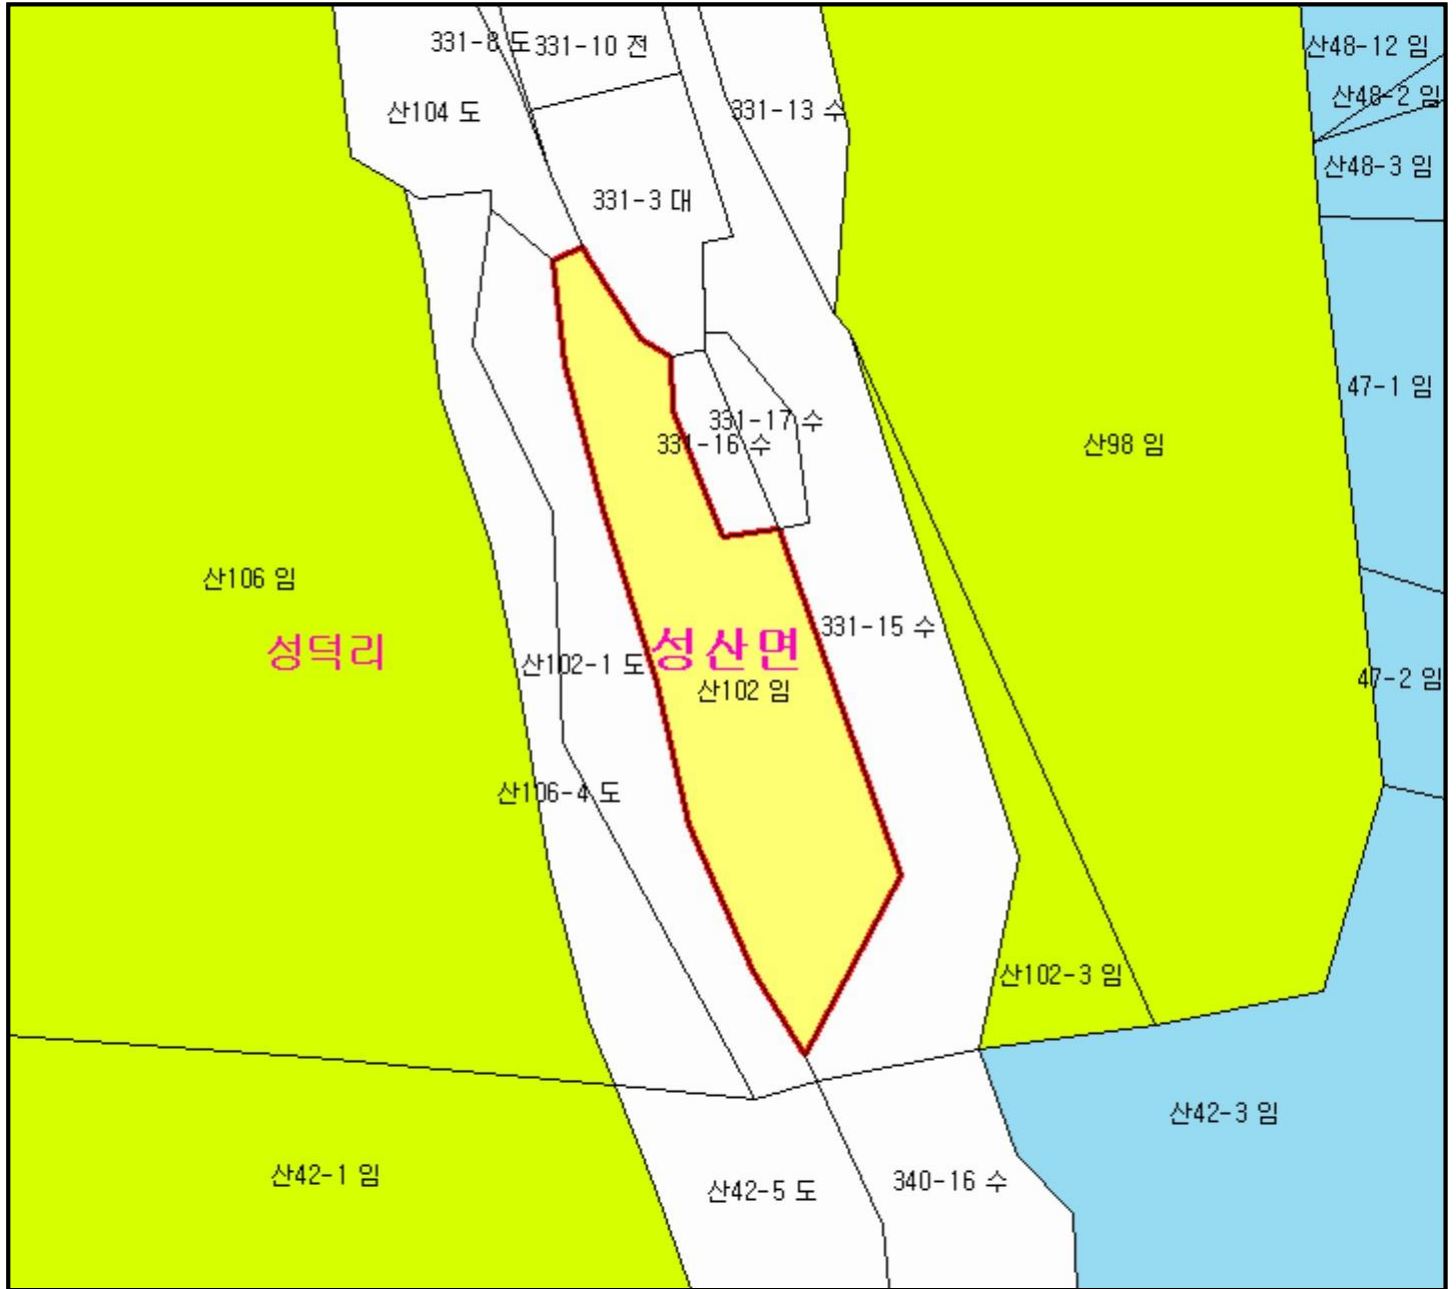 331-8 도
331-10 전
산48-12 임
산48-2 임
산104 도
331-13 수
산48-3 임
331-3 대
47-1 임
331-17 수
331-16 수
산98 임
산106 임
331-15 수
성덕리
성산면
산102-1 도
산102 임
47-2 임
산106-4 도
산102-3 임
산42-3 임
산42-1 임
산42-5 도
340-16 수